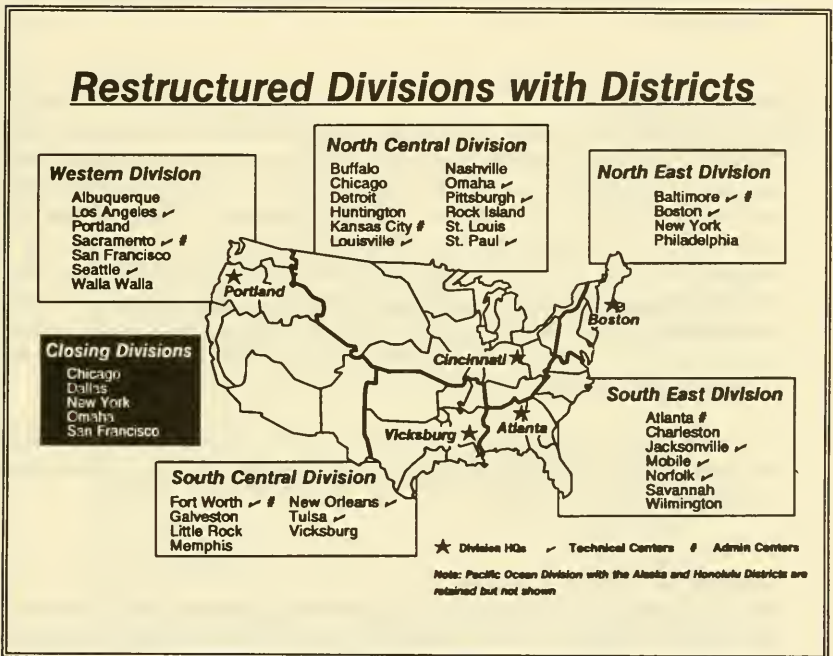 Restructured Divisions with Districts
North Central Division
Buffalo Nashville
Chicago Omaha ✓
Detroit Pittsburgh ✓
Huntington Rock Island
Kansas City # St. Louis
Louisville ✓ St. Paul ✓
Western Division
Albuquerque
Los Angeles ✓
Portland
Sacramento ✓ #
San Francisco
Seattle ✓
Walla Walla
North East Division
Baltimore ✓ #
Boston ✓
New York
Philadelphia
Portland
Boston
Cincinnati
Vicksburg
Atlanta
Closing Divisions
Chicago
Dallas
New York
Omaha
San Francisco
South East Division
Atlanta #
Charleston
Jacksonville ✓
Mobile ✓
Norfolk ✓
Savannah
Wilmington
South Central Division
Fort Worth ✓ # New Orleans ✓
Galveston Tulsa ✓
Little Rock Vicksburg
Memphis
★ Division HQs ✓ Technical Centers # Admin Centers
Note: Pacific Ocean Division with the Alaska and Honolulu Districts are
retained but not shown